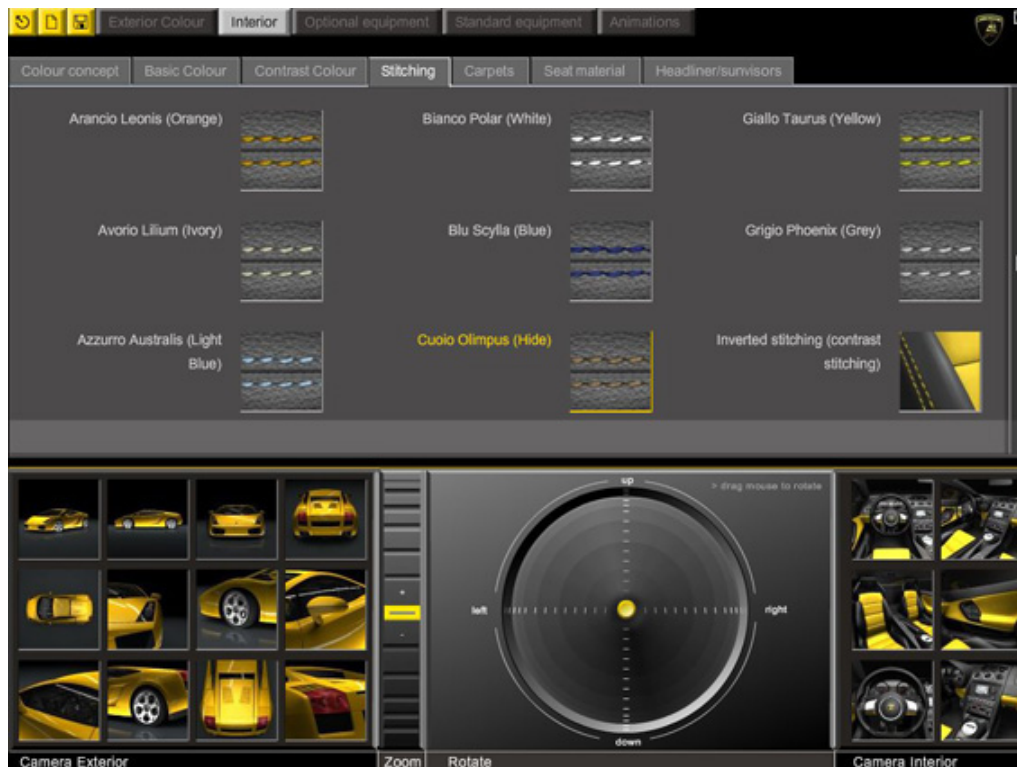 Exterior Colour Interior Optional equipment Standard equipment Animations
Colour concept Basic Colour Contrast Colour Stitching Carpets Seat material Headliner/sunvisors
Arancio Leonis (Orange)
Bianco Polar (White)
Giallo Taurus (Yellow)
Avorio Lilium (Ivory)
Blu Scylla (Blue)
Grigio Phoenix (Grey)
Azzurro Australis (Light
Blue)
Cuoio Olimpus (Hide)
Inverted stitching (contrast
stitching)
up
> drag mouse to rotate
+
left
right
-
down
Camera Exterior
Zoom
Rotate
Camera Interior